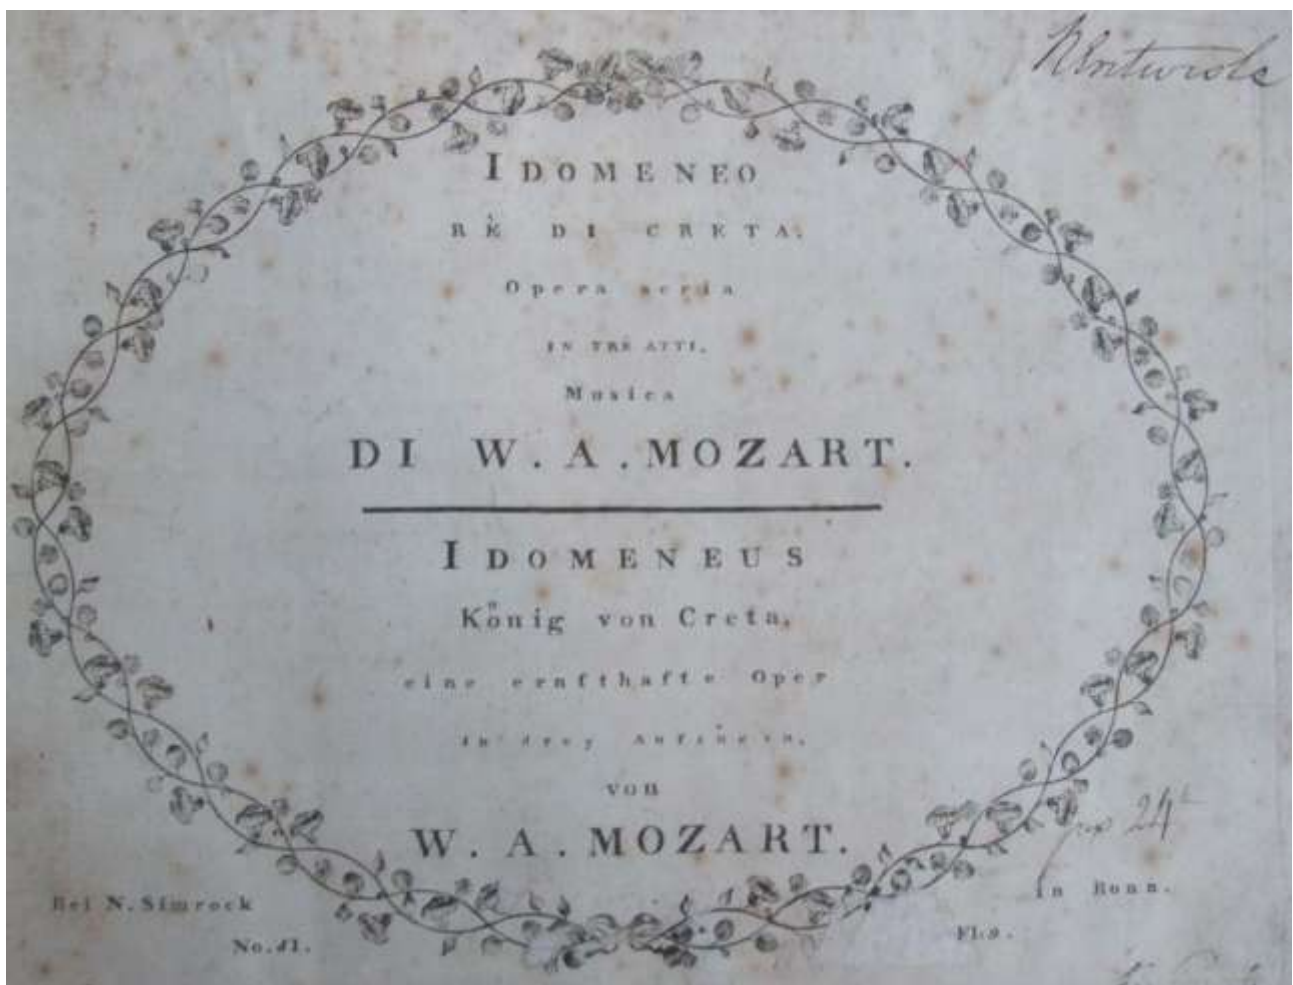 IDOMENEO
RÈ DI CRETA.
Opera seria
IN TRE ATTI.
Musica
DI W. A. MOZART.
IDOMENEUS
König von Creta,
eine ernſthafte Oper
in drey Aufzügen,
von
W. A. MOZART.
24
Bei N. Simrock
in Bonn.
No.
Fl. 9.